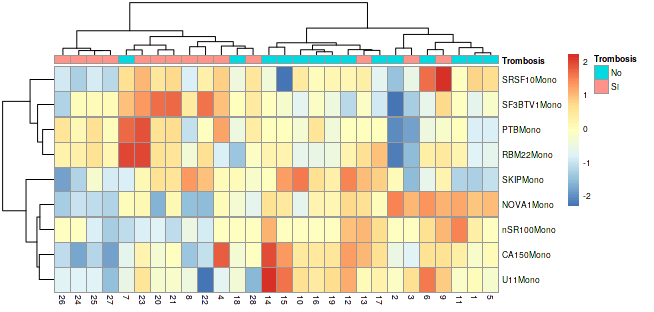 Trombosis
Trombosis
No
SI
2
1
0
-1
-2
SRSF10Mono
SF3BTV1Mono
PTBMono
RBM22Mono
SKIPMono
NOVA1Mono
nSR100Mono
CA150Mono
U11Mono
26 24 25 27 7 23 20 21 8 22 4 18 28 14 15 10 16 19 12 13 17 2 3 6 9 11 1 5